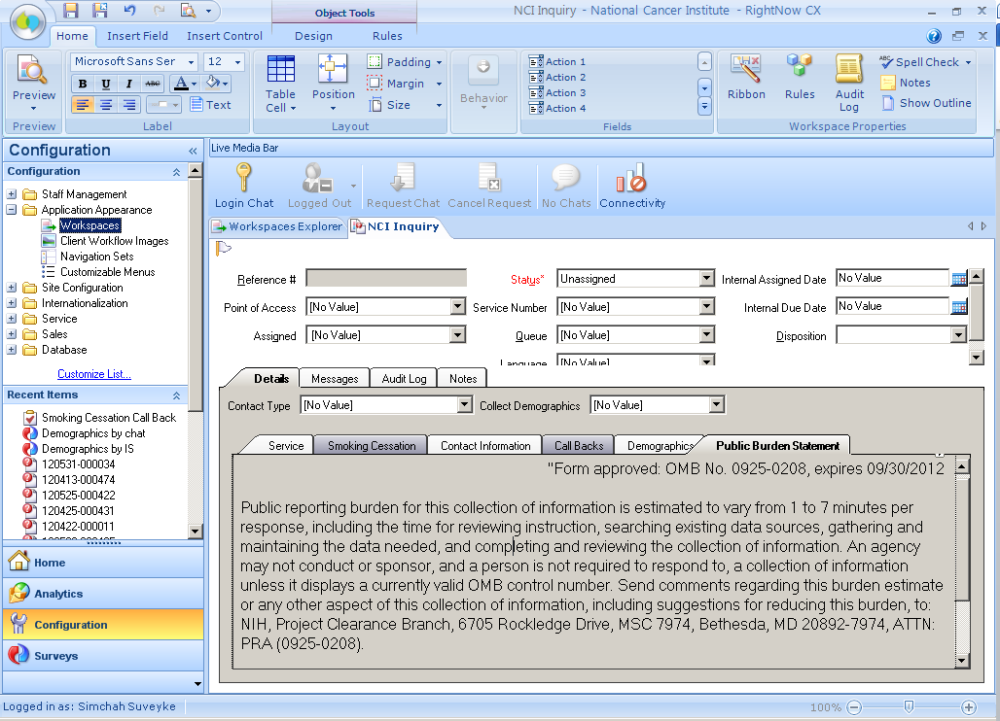 Object Tools
NCI Inquiry - National Cancer Institute - RightNow CX
Home Insert Field Insert Control Design Rules
Preview
Preview
Microsoft Sans Ser 12
B U I ABC A
Text
Label
Table Cell
Position
Padding
Margin
Size
Layout
Behavior
Action 1
Action 2
Action 3
Action 4
Fields
Ribbon
Rules
Audit Log
ABC Spell Check
Notes
Show Outline
Workspace Properties
Configuration
Configuration
Staff Management
Application Appearance
Workspaces
Client Workflow Images
Navigation Sets
Customizable Menus
Site Configuration
Internationalization
Service
Sales
Database
Customize List...
Recent Items
Smoking Cessation Call Back
Demographics by chat
Demographics by IS
120531-000034
120413-000474
120525-000422
120425-000431
120422-000011
Home
Analytics
Configuration
Surveys
Live Media Bar
Login Chat Logged Out Request Chat Cancel Request No Chats Connectivity
Workspaces Explorer NCI Inquiry
Reference # Status* Unassigned Internal Assigned Date No Value
Point of Access [No Value] Service Number [No Value] Internal Due Date No Value
Assigned [No Value] Queue [No Value] Disposition
Language [No Value]
Details Messages Audit Log Notes
Contact Type [No Value] Collect Demographics [No Value]
Service Smoking Cessation Contact Information Call Backs Demographics Public Burden Statement
"Form approved: OMB No. 0925-0208, expires 09/30/2012
Public reporting burden for this collection of information is estimated to vary from 1 to 7 minutes per
response, including the time for reviewing instruction, searching existing data sources, gathering and
maintaining the data needed, and completing and reviewing the collection of information. An agency
may not conduct or sponsor, and a person is not required to respond to, a collection of information
unless it displays a currently valid OMB control number. Send comments regarding this burden estimate
or any other aspect of this collection of information, including suggestions for reducing this burden, to:
NIH, Project Clearance Branch, 6705 Rockledge Drive, MSC 7974, Bethesda, MD 20892-7974, ATTN:
PRA (0925-0208).
Logged in as: Simchah Suveyke
100%